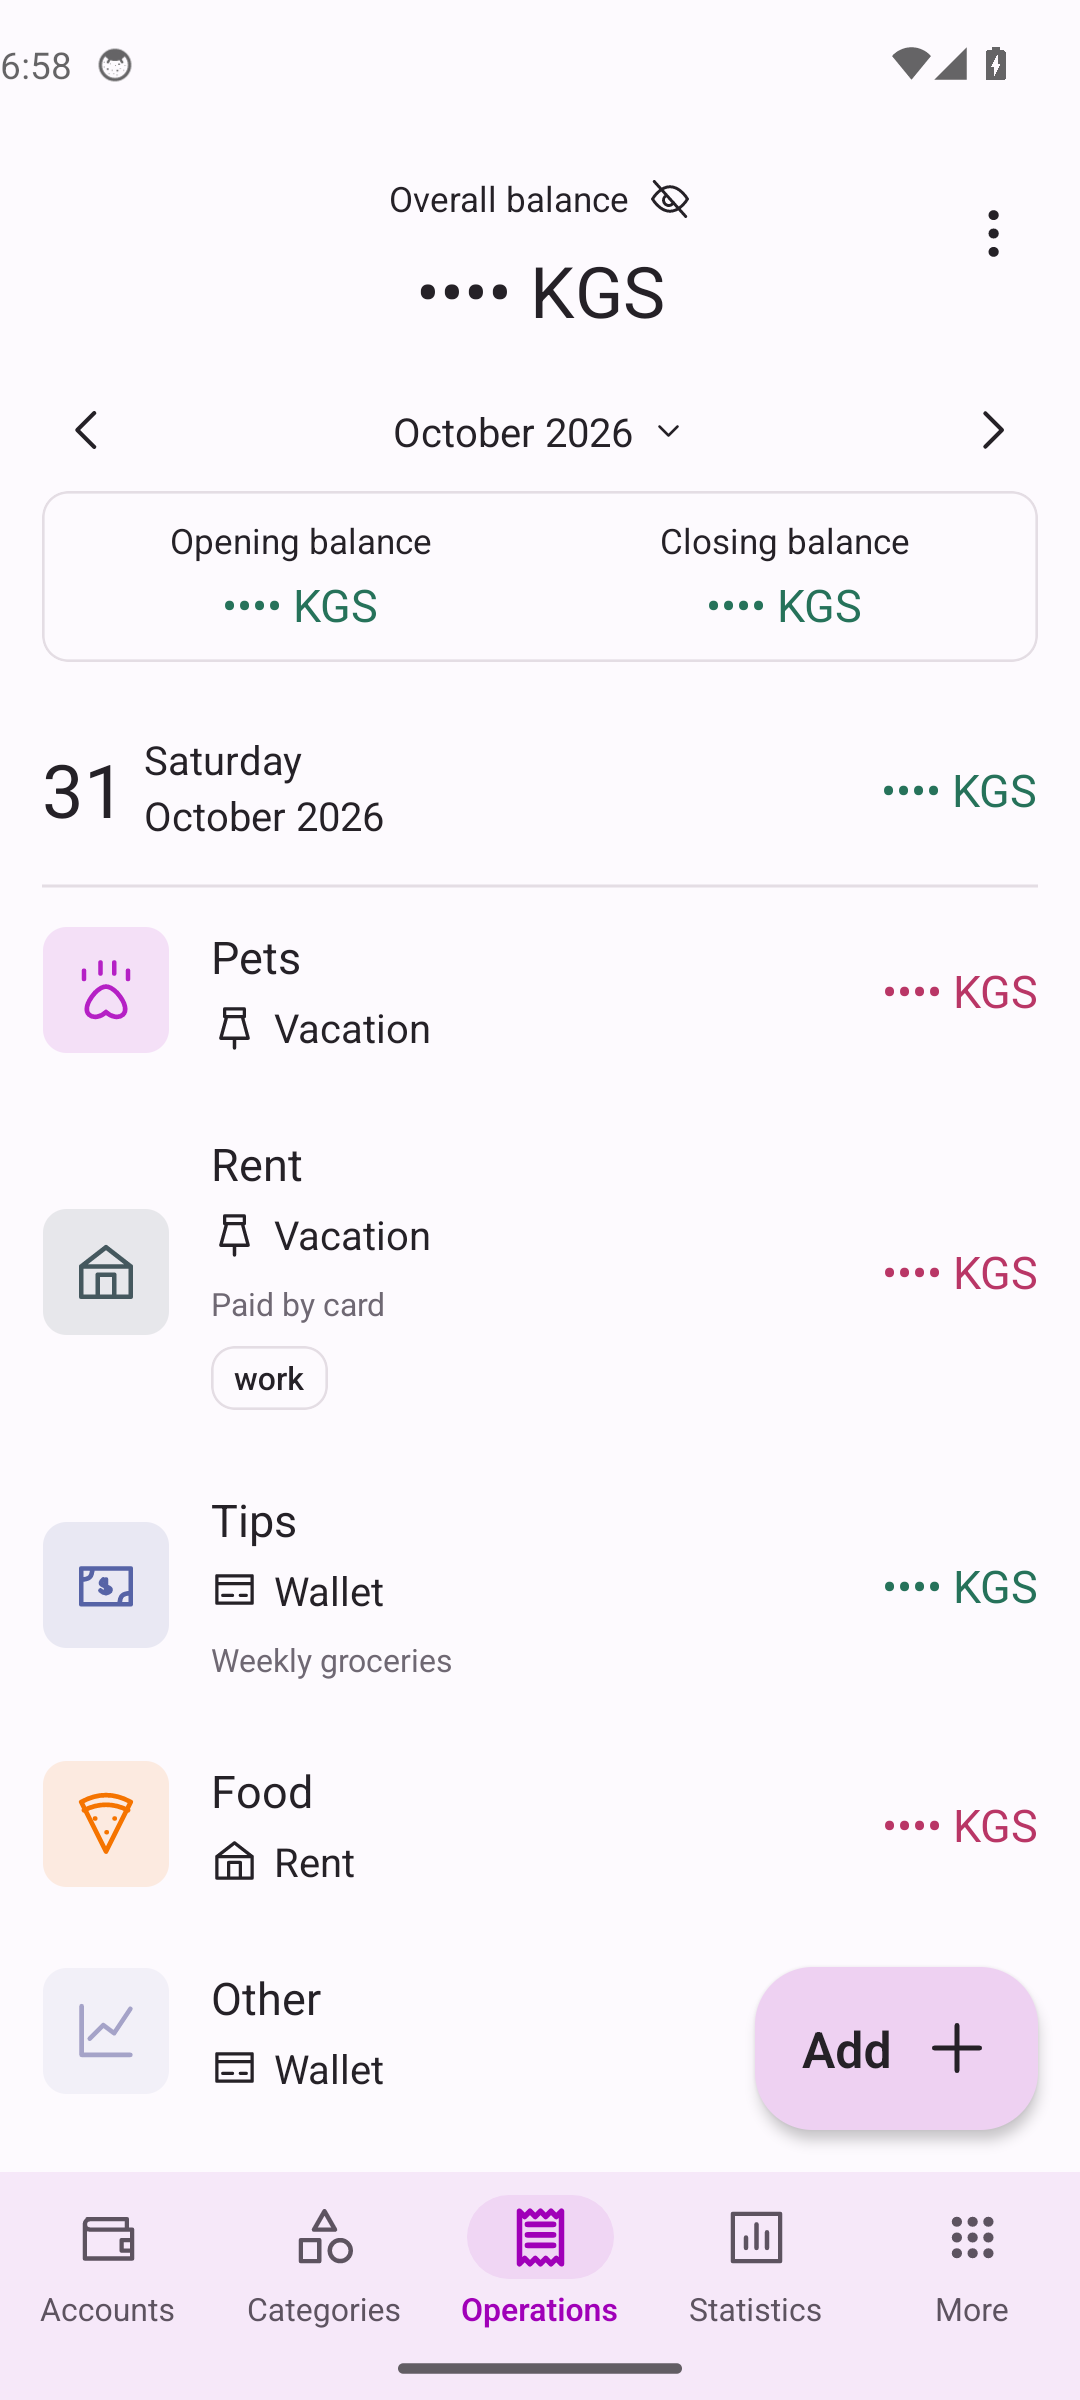 6:58
Overall balance
•••• KGS
October 2026
Opening balance
Closing balance
•••• KGS
•••• KGS
31
Saturday
October 2026
•••• KGS
Pets
Vacation
•••• KGS
Rent
Vacation
Paid by card
work
•••• KGS
Tips
Wallet
Weekly groceries
•••• KGS
Food
Rent
•••• KGS
Other
Wallet
Add
Accounts
Categories
Operations
Statistics
More